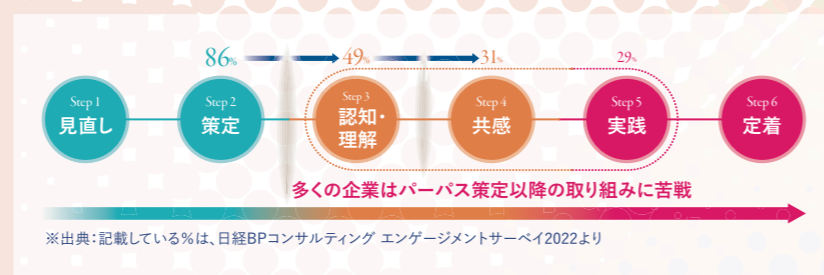 86% 49% 31% 29%
Step 1 Step 2 Step 3 Step 4 Step 5 Step 6
見直し 策定 認知・ 共感 実践 定着
理解
多くの企業はパーパス策定以降の取り組みに苦戦
※出典：記載している％は、日経BPコンサルティング エンゲージメントサーベイ2022より